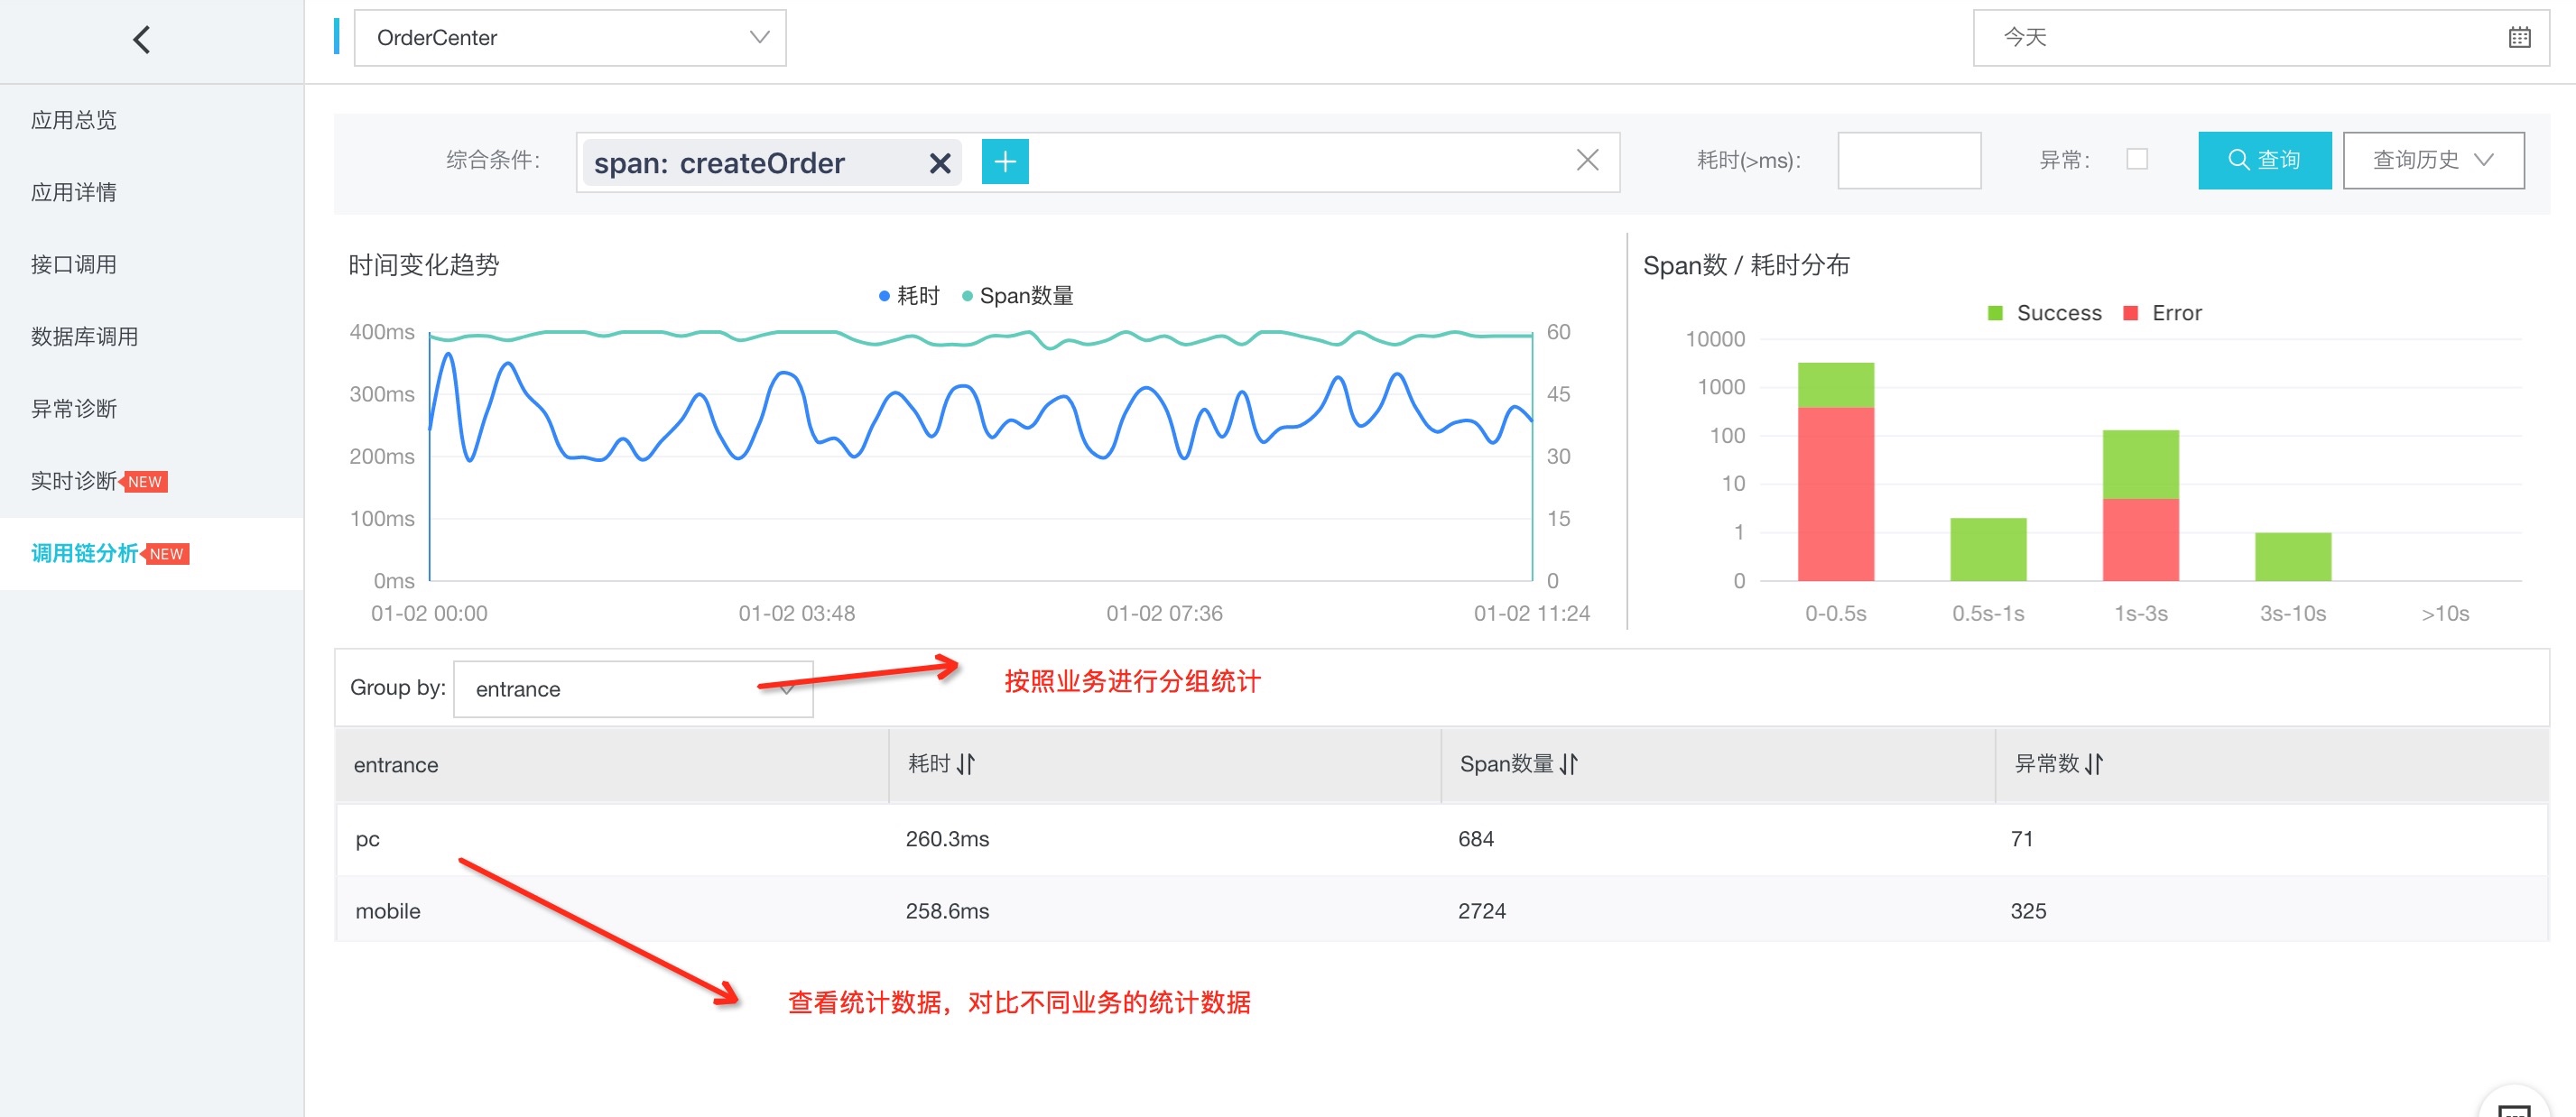 OrderCenter
今天
应用总览
应用详情
接口调用
数据库调用
异常诊断
实时诊断 NEW
调用链分析 NEW
综合条件:
span: createOrder
耗时(>ms):
异常:
查询
查询历史
时间变化趋势
耗时 Span数量
400ms
300ms
200ms
100ms
0ms
60
45
30
15
0
01-02 00:00 01-02 03:48 01-02 07:36 01-02 11:24
Span数 / 耗时分布
Success Error
10000
1000
100
10
1
0
0-0.5s 0.5s-1s 1s-3s 3s-10s >10s
Group by: entrance
按照业务进行分组统计
entrance 耗时 Span数量 异常数
pc 260.3ms 684 71
mobile 258.6ms 2724 325
查看统计数据，对比不同业务的统计数据